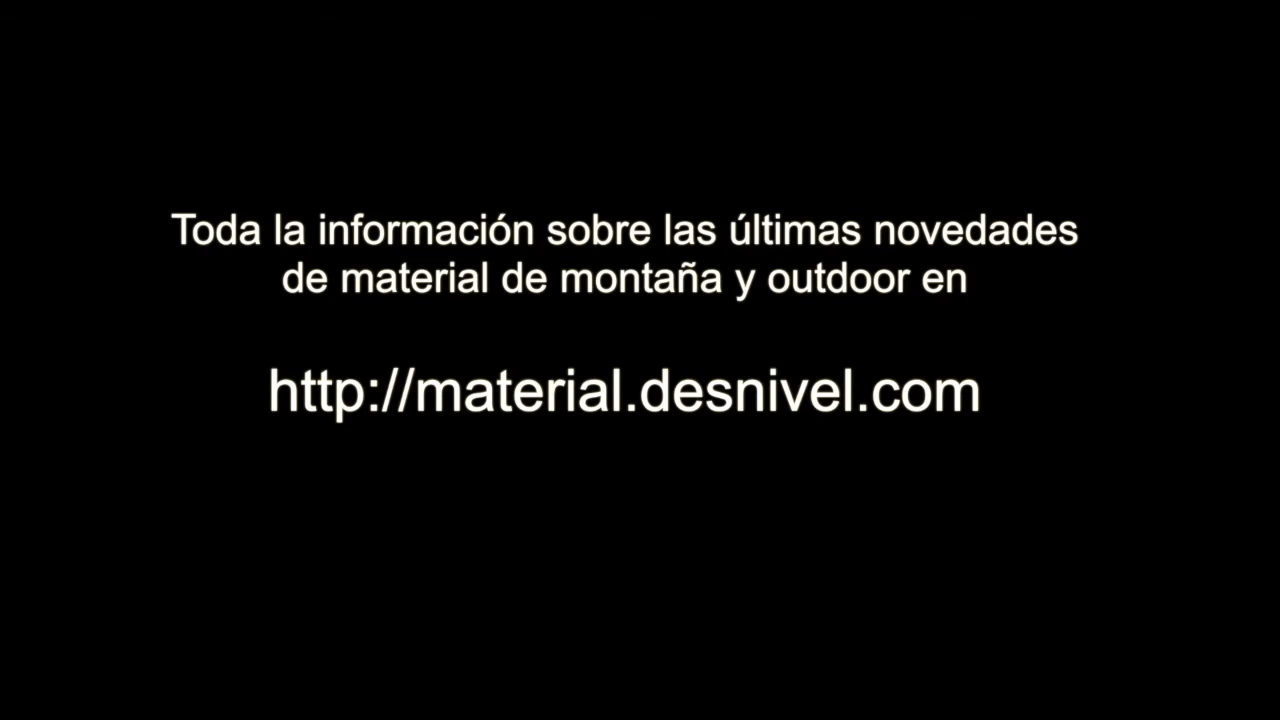 Toda la información sobre las últimas novedades
de material de montaña y outdoor en
http://material.desnivel.com